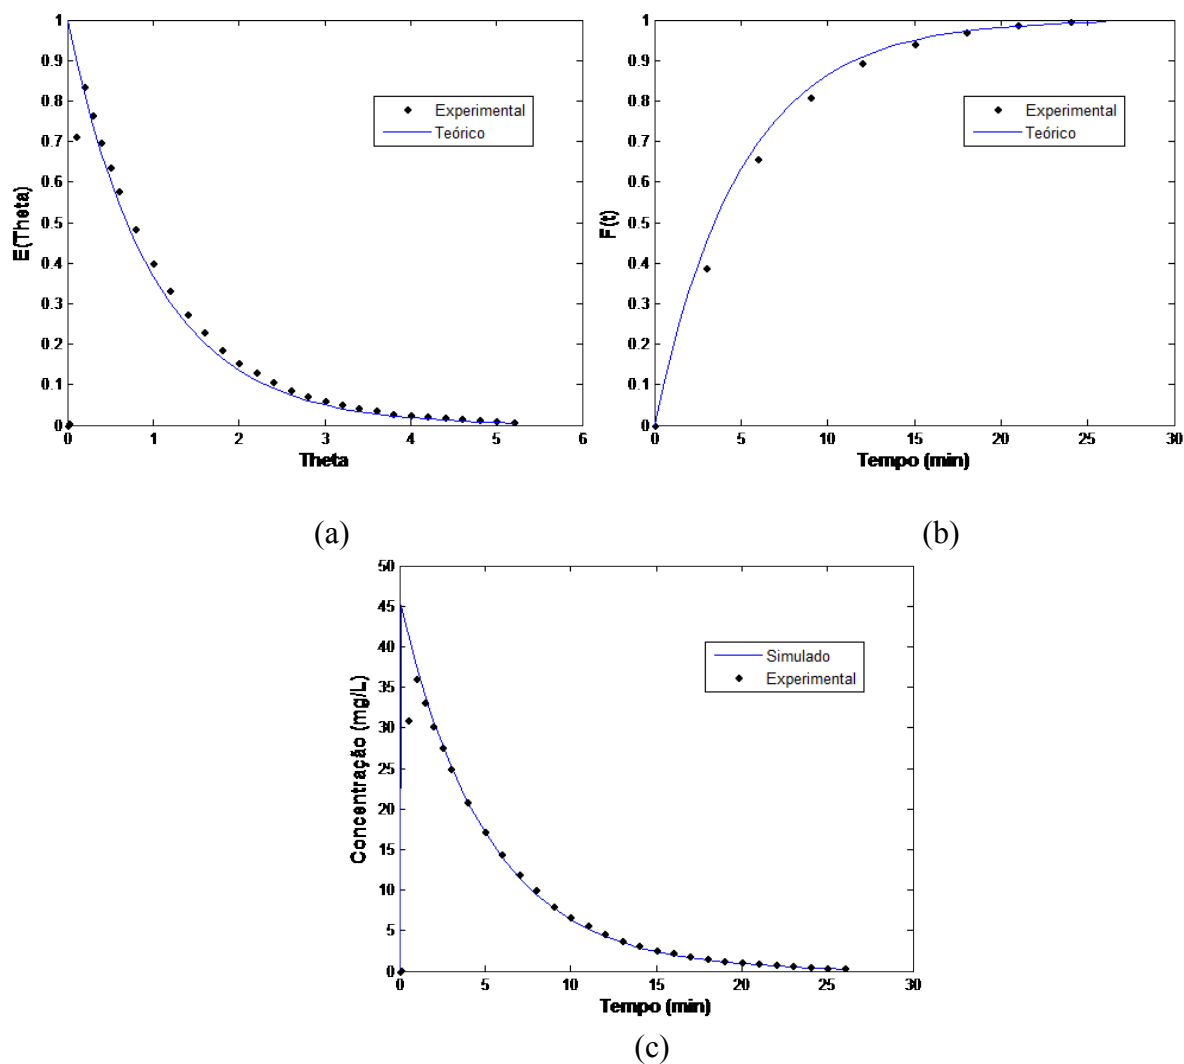 1
0.9
0.8
0.7
0.6
0.5
0.4
0.3
0.2
0.1
0
E(Theta)
Experimental
Teórico
0 1 2 3 4 5 6
Theta
(a)
1
0.9
0.8
0.7
0.6
0.5
0.4
0.3
0.2
0.1
0
F(t)
Experimental
Teórico
0 5 10 15 20 25 30
Tempo (min)
(b)
50
45
40
35
30
25
20
15
10
5
0
Concentração (mg/L)
Simulado
Experimental
0 5 10 15 20 25 30
Tempo (min)
(c)